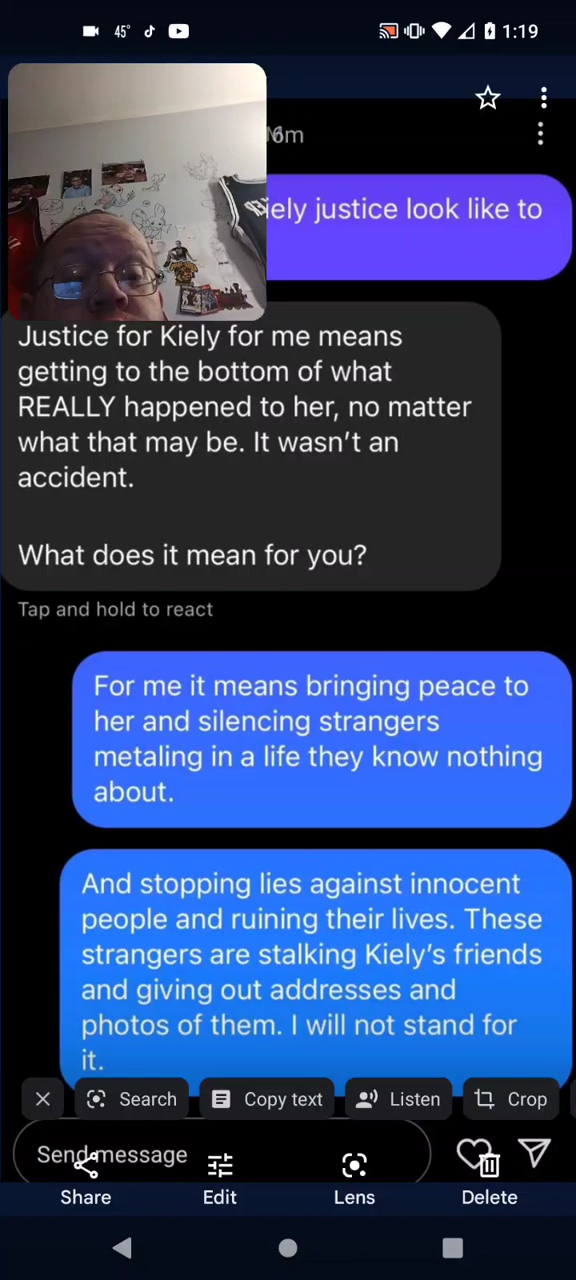 45° 1:19
6m
iely justice look like to
Justice for Kiely for me means
getting to the bottom of what
REALLY happened to her, no matter
what that may be. It wasn't an
accident.
What does it mean for you?
Tap and hold to react
For me it means bringing peace to
her and silencing strangers
metaling in a life they know nothing
about.
And stopping lies against innocent
people and ruining their lives. These
strangers are stalking Kiely's friends
and giving out addresses and
photos of them. I will not stand for
it.
Search Copy text Listen Crop
Send message
Share Edit Lens Delete